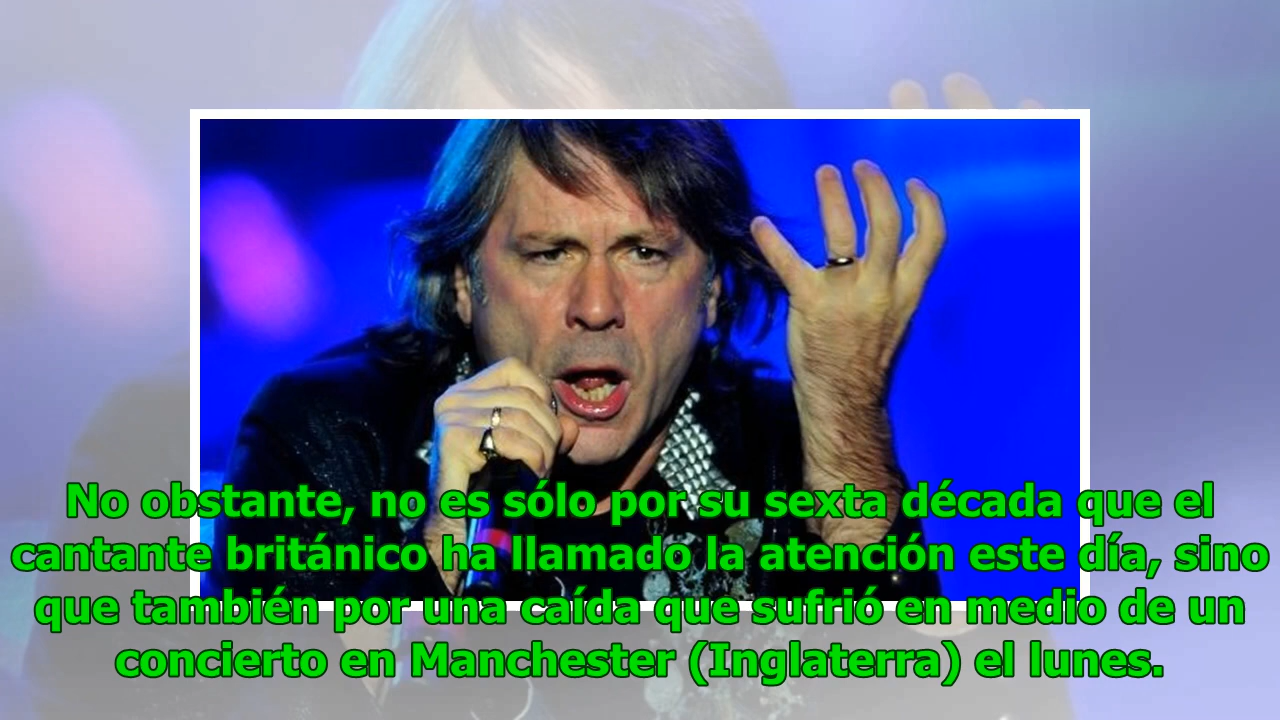 No obstante, no es sólo por su sexta década que el
cantante británico ha llamado la atención este día, sino
que también por una caída que sufrió en medio de un
concierto en Manchester (Inglaterra) el lunes.